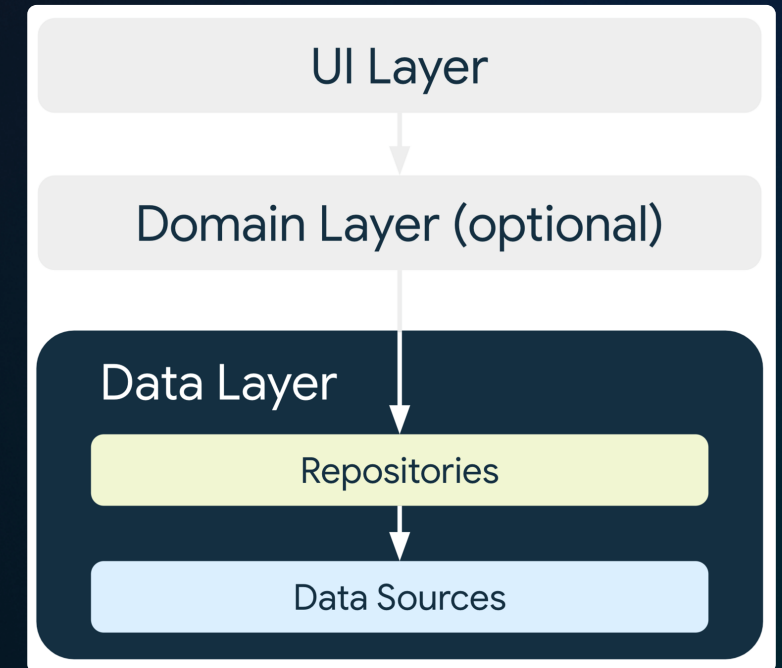 UI Layer
Domain Layer (optional)
Data Layer
Repositories
Data Sources